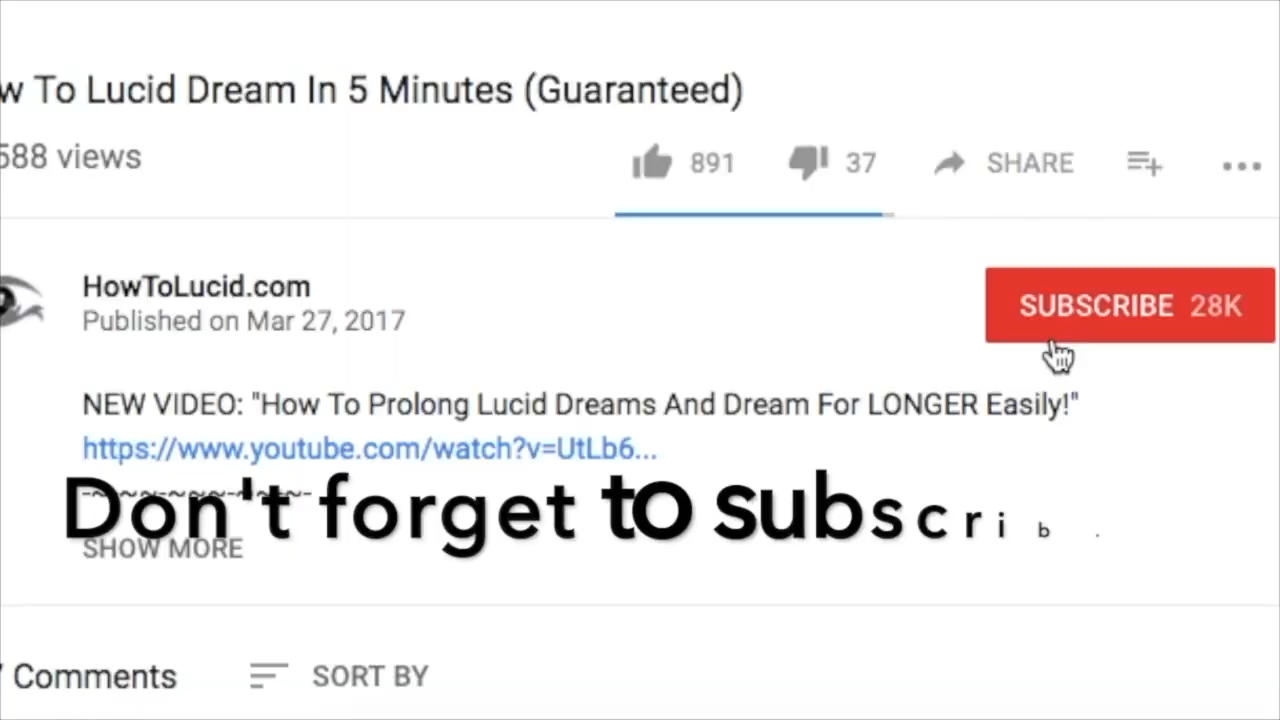 w To Lucid Dream In 5 Minutes (Guaranteed)
588 views
891 37 SHARE
HowToLucid.com
SUBSCRIBE 28K
Published on Mar 27, 2017
NEW VIDEO: "How To Prolong Lucid Dreams And Dream For LONGER Easily!"
https://www.youtube.com/watch?v=UtLb6...
Don't forget to subscrib
SHOW MORE
Comments SORT BY